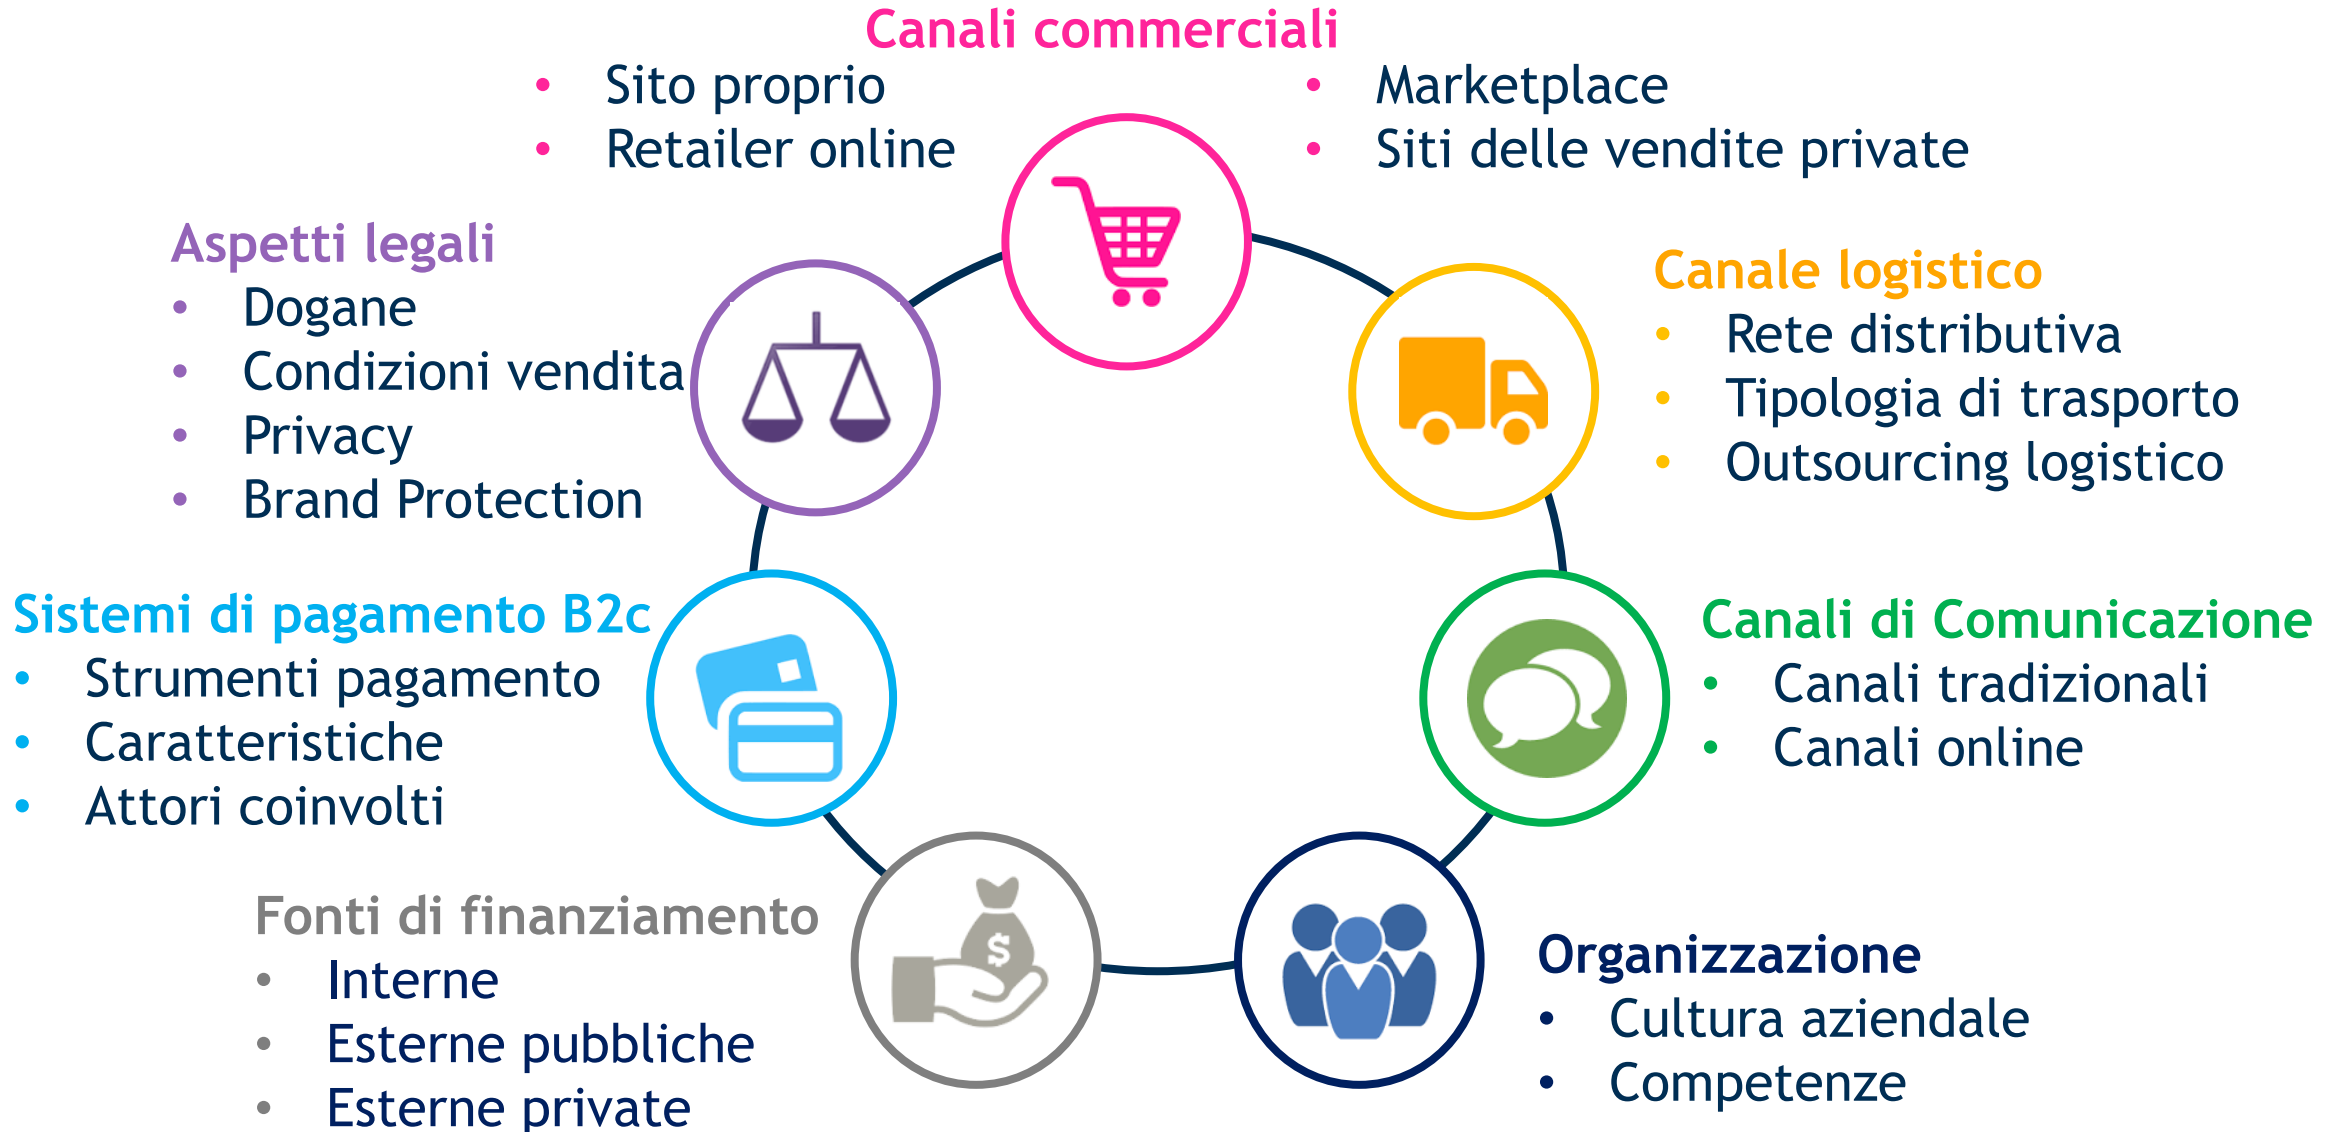 Canali commerciali
• Sito proprio
• Retailer online
• Marketplace
• Siti delle vendite private
Aspetti legali
• Dogane
• Condizioni vendita
• Privacy
• Brand Protection
Canale logistico
• Rete distributiva
• Tipologia di trasporto
• Outsourcing logistico
Sistemi di pagamento B2c
• Strumenti pagamento
• Caratteristiche
• Attori coinvolti
Canali di Comunicazione
• Canali tradizionali
• Canali online
Fonti di finanziamento
• Interne
• Esterne pubbliche
• Esterne private
$
Organizzazione
• Cultura aziendale
• Competenze